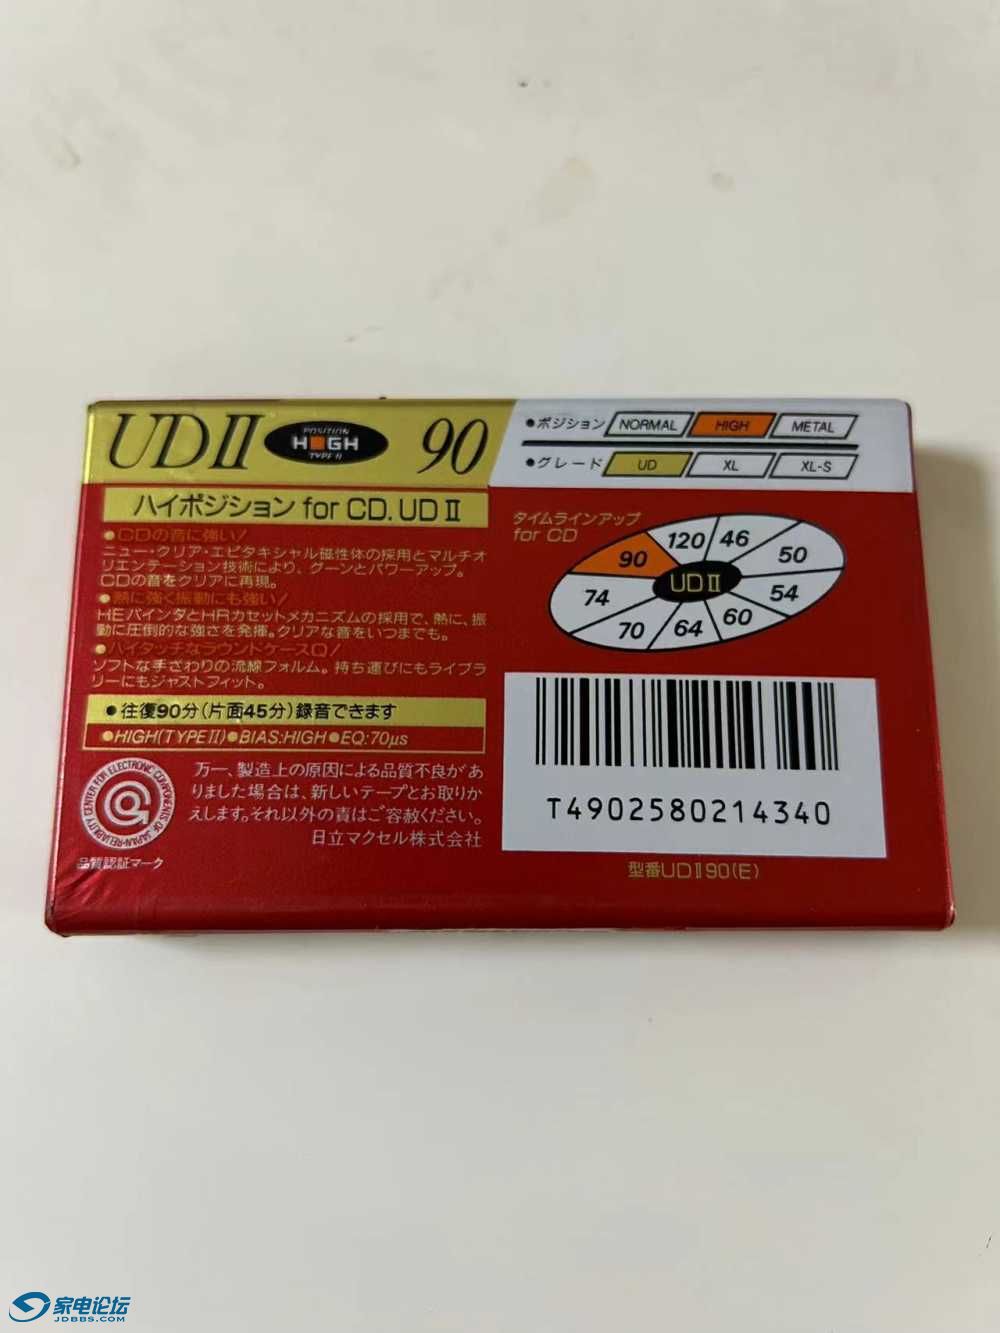 UDⅡ
POSITION
HIGH
TYPE Ⅱ
90
●ポジション NORMAL HIGH METAL
●グレード UD XL XL-S
ハイポジション for CD. UDⅡ
●CDの音に強い!
ニュー・クリア・エピタキシャル磁性体の採用とマルチオ
リエンテーション技術により、グーンとパワーアップ。
CDの音をクリアに再現。
●熱に強く振動にも強い!
HEバインダとHRカセットメカニズムの採用で、熱に、振
動に圧倒的な強さを発揮。クリアな音をいつまでも。
●ハイタッチなラウンドケースQ!
ソフトな手ざわりの流線フォルム。持ち運びにもライブラ
リーにもジャストフィット。
●往復90分(片面45分)録音できます
●HIGH(TYPEⅡ)●BIAS:HIGH●EQ:70μs
RELIABILITY CENTER FOR ELECTRONIC COMPONENTS OF JAPAN
品質認証マーク
万一、製造上の原因による品質不良があ
りました場合は、新しいテープとお取りか
えします。それ以外の責はご容赦ください。
日立マクセル株式会社
タイムラインアップ
for CD
120
46
50
54
60
64
70
74
90
UDⅡ
T4902580214340
型番UDⅡ90(E)
家电论坛
JDBBS.COM